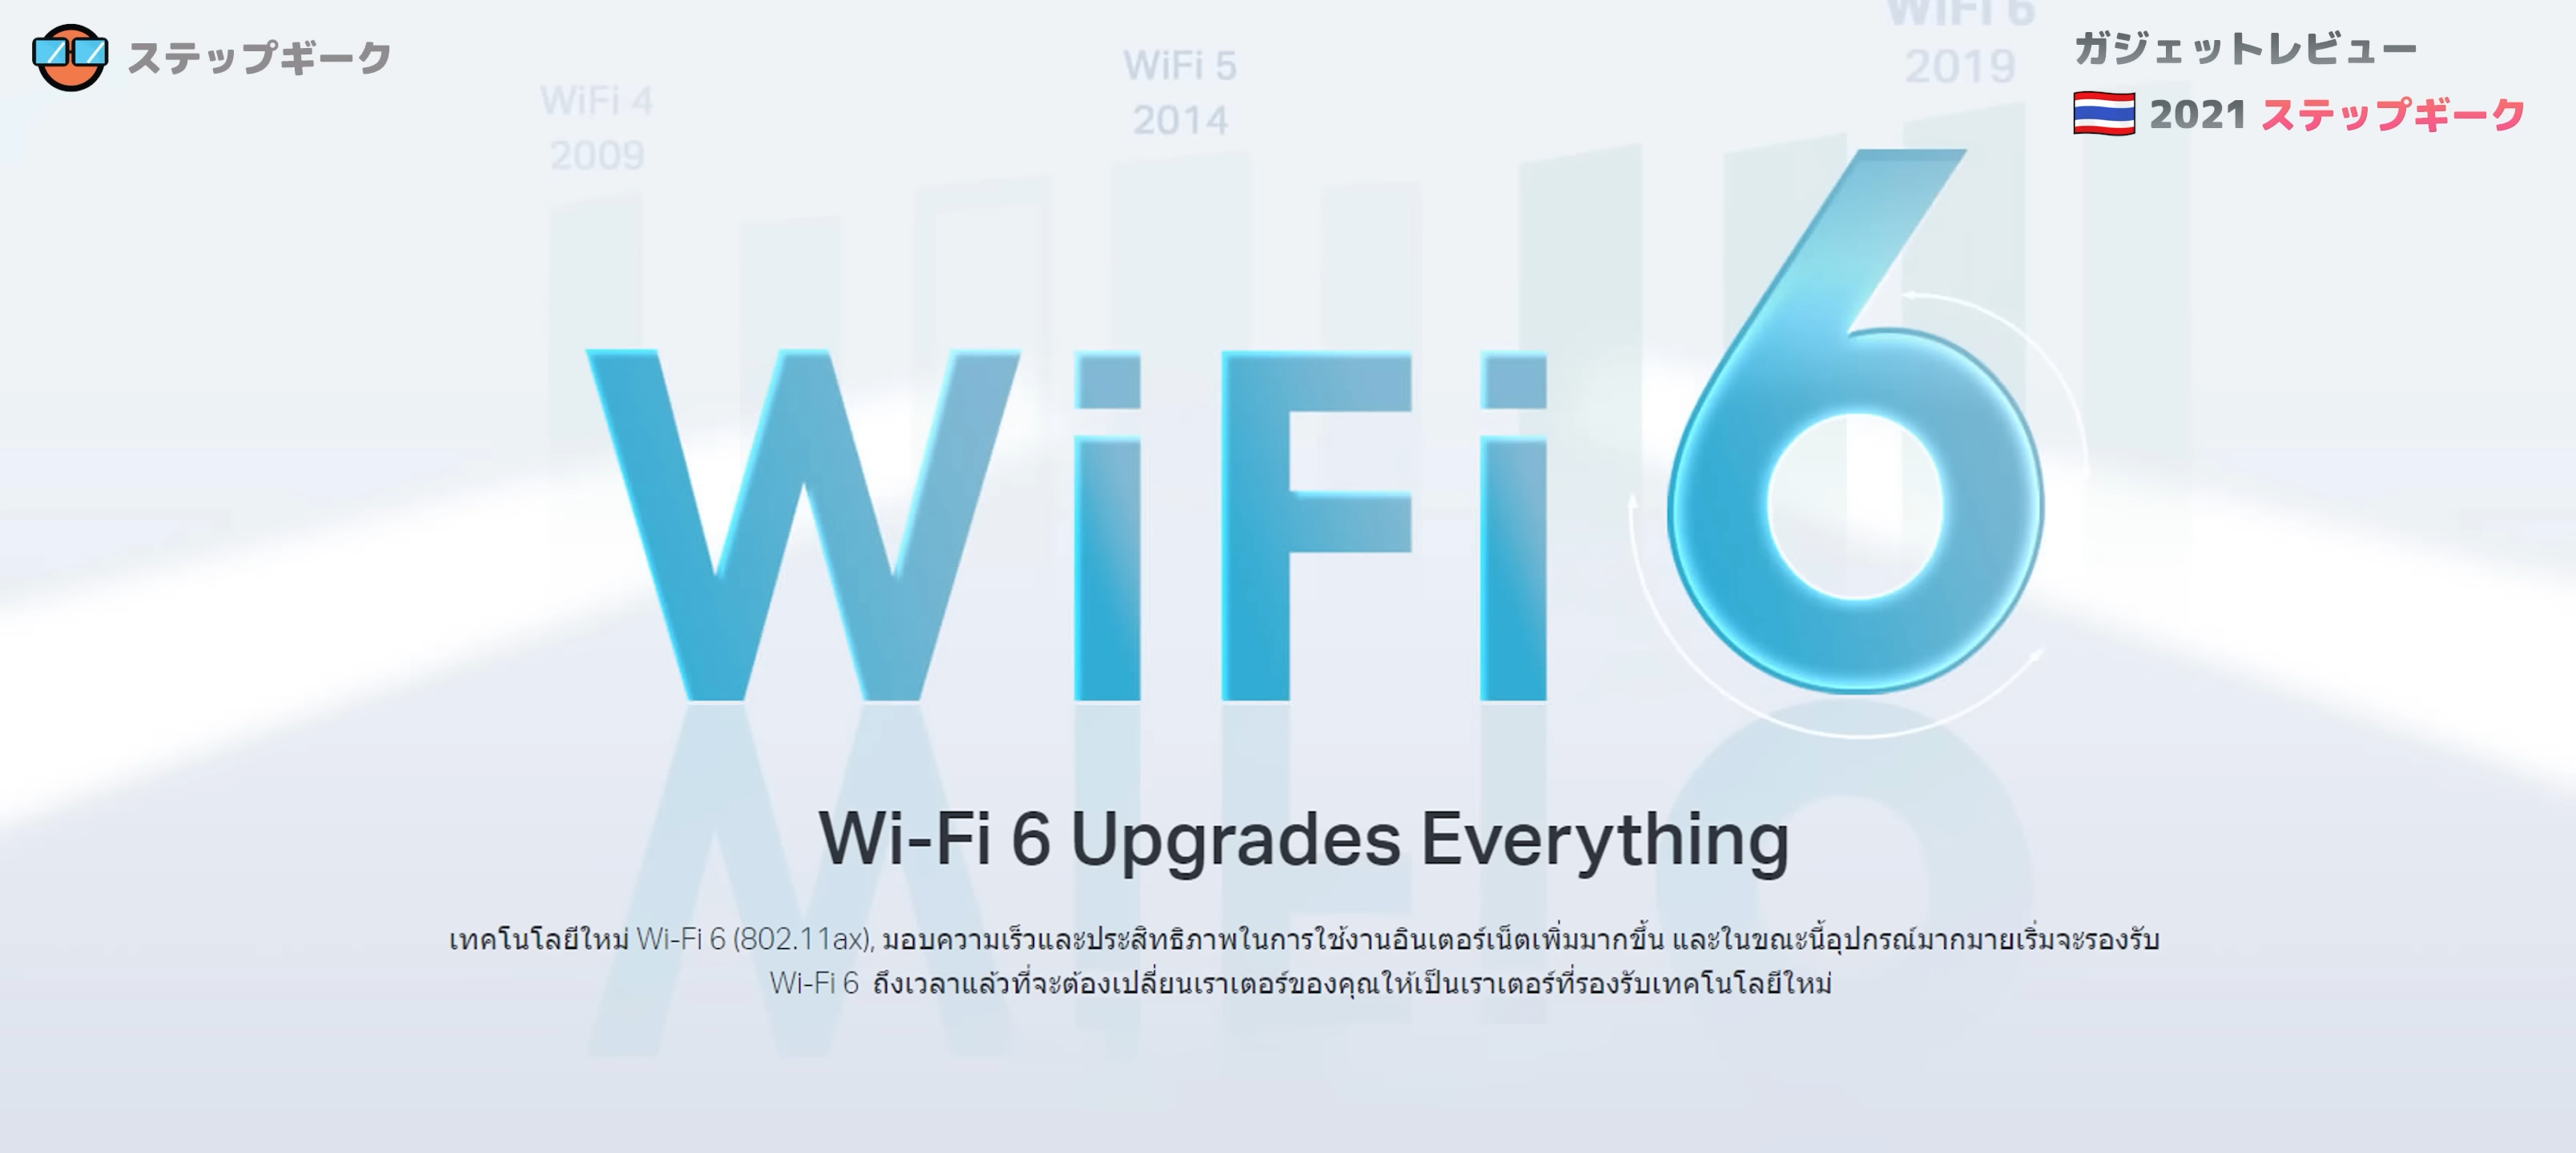 ステップギーク
ガジェットレビュー
2021 ステップギーク
WiFi 4
2009
WiFi 5
2014
WiFi 6
2019
WiFi 6
Wi-Fi 6 Upgrades Everything
เทคโนโลยีใหม่ Wi-Fi 6 (802.11ax), มอบความเร็วและประสิทธิภาพในการใช้งานอินเตอร์เน็ตเพิ่มมากขึ้น และในขณะนี้อุปกรณ์มากมายเริ่มจะรองรับ
Wi-Fi 6 ถึงเวลาแล้วที่จะต้องเปลี่ยนเราเตอร์ของคุณให้เป็นเราเตอร์ที่รองรับเทคโนโลยีใหม่